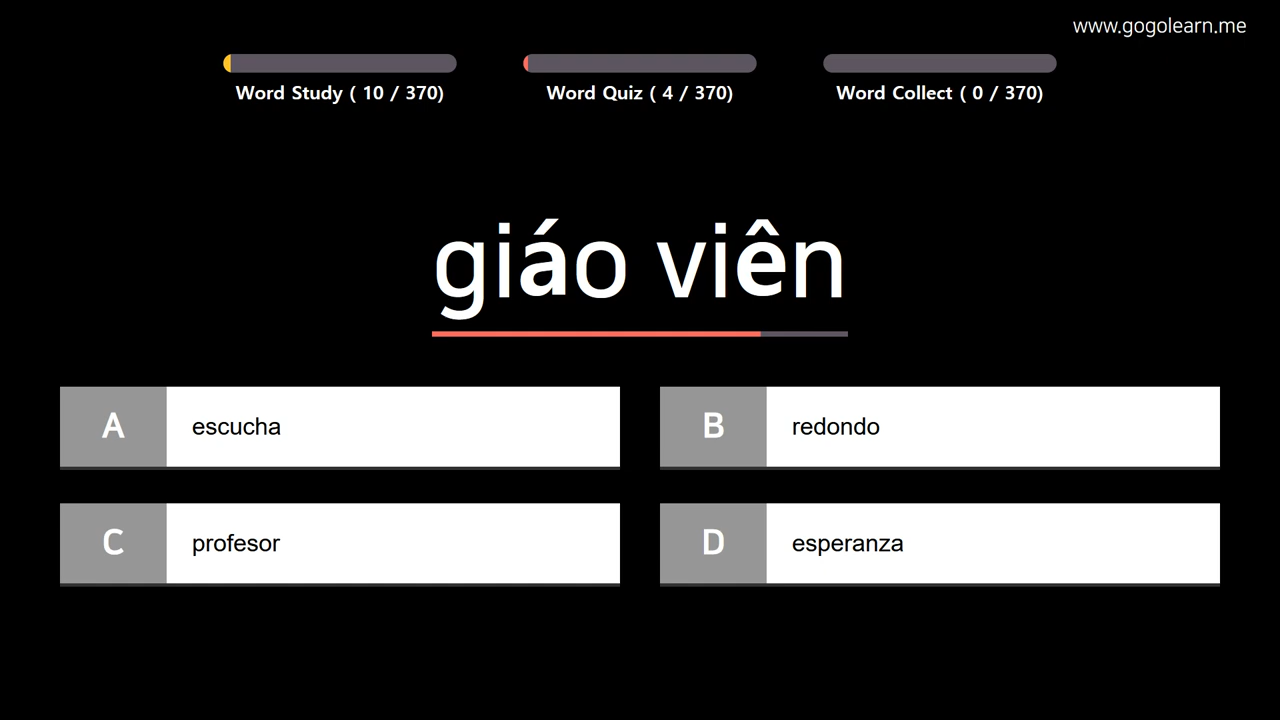 www.gogolearn.me
Word Study ( 10 / 370)
Word Quiz ( 4 / 370)
Word Collect ( 0 / 370)
giáo viên
A escucha
B redondo
C profesor
D esperanza